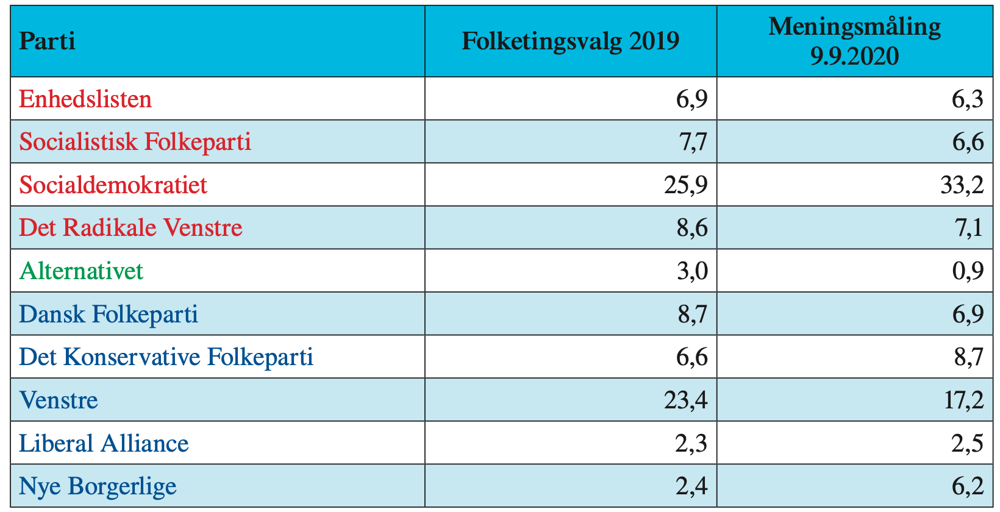 Parti Folketingsvalg 2019 Meningsmåling
9.9.2020
Enhedslisten 6,9 6,3
Socialistisk Folkeparti 7,7 6,6
Socialdemokratiet 25,9 33,2
Det Radikale Venstre 8,6 7,1
Alternativet 3,0 0,9
Dansk Folkeparti 8,7 6,9
Det Konservative Folkeparti 6,6 8,7
Venstre 23,4 17,2
Liberal Alliance 2,3 2,5
Nye Borgerlige 2,4 6,2